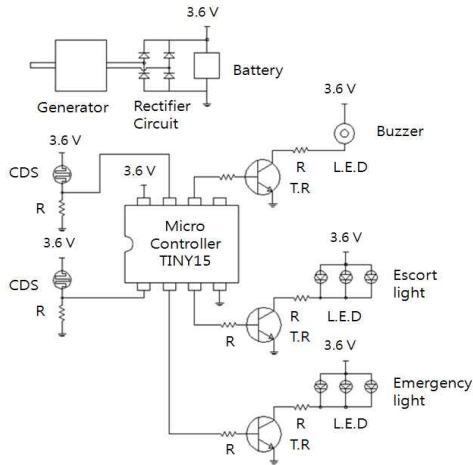 3.6 V
Battery
Generator
Rectifier
Circuit
3.6 V
Buzzer
R
L.E.D
T.R
3.6 V
CDS
R
3.6 V
Micro
Controller
TINY15
3.6 V
CDS
R
3.6 V
Escort
light
R
L.E.D
R
T.R
3.6 V
Emergency
light
R
L.E.D
R
T.R